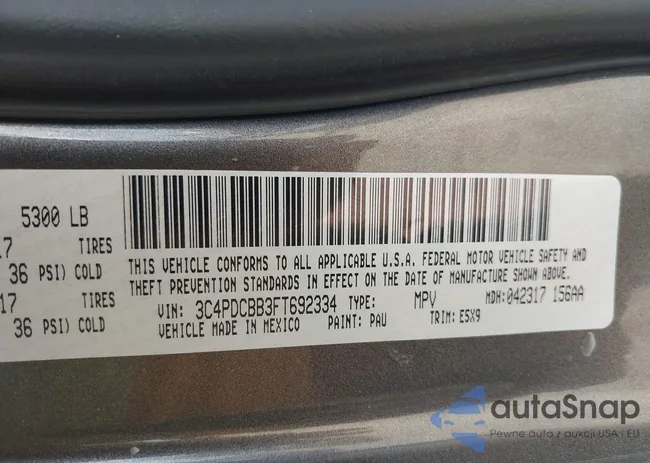 5300 LB
17 TIRES
36 PSI) COLD
17 TIRES
36 PSI) COLD
THIS VEHICLE CONFORMS TO ALL APPLICABLE U.S.A. FEDERAL MOTOR VEHICLE SAFETY AND
THEFT PREVENTION STANDARDS IN EFFECT ON THE DATE OF MANUFACTURE SHOWN ABOVE.
VIN: 3C4PDCBB3FT692334 TYPE: MPV MDH:042317 156AA
VEHICLE MADE IN MEXICO PAINT: PAU TRIM: E5X9
autoSnap
Pewne auta z aukcji USA i EU